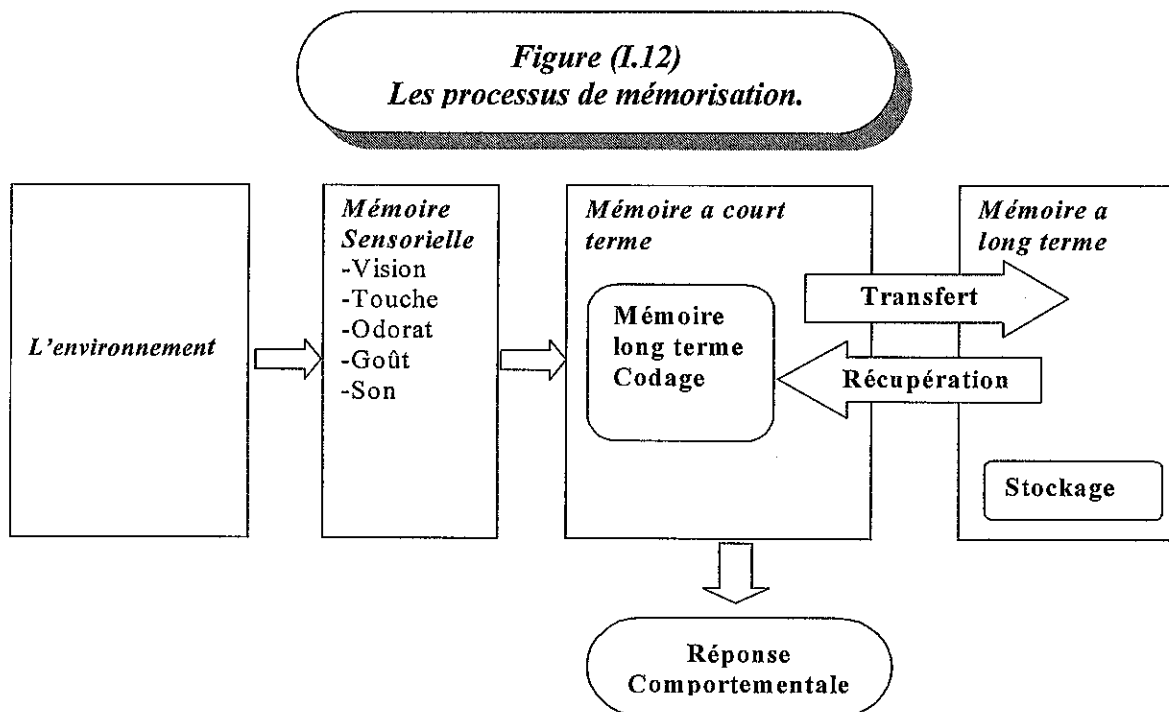 Figure (I.12)
Les processus de mémorisation.
L'environnement
Mémoire
Sensorielle
-Vision
-Touche
-Odorat
-Goût
-Son
Mémoire a court
terme
Mémoire
long terme
Codage
Mémoire a
long terme
Transfert
Récupération
Stockage
Réponse
Comportementale